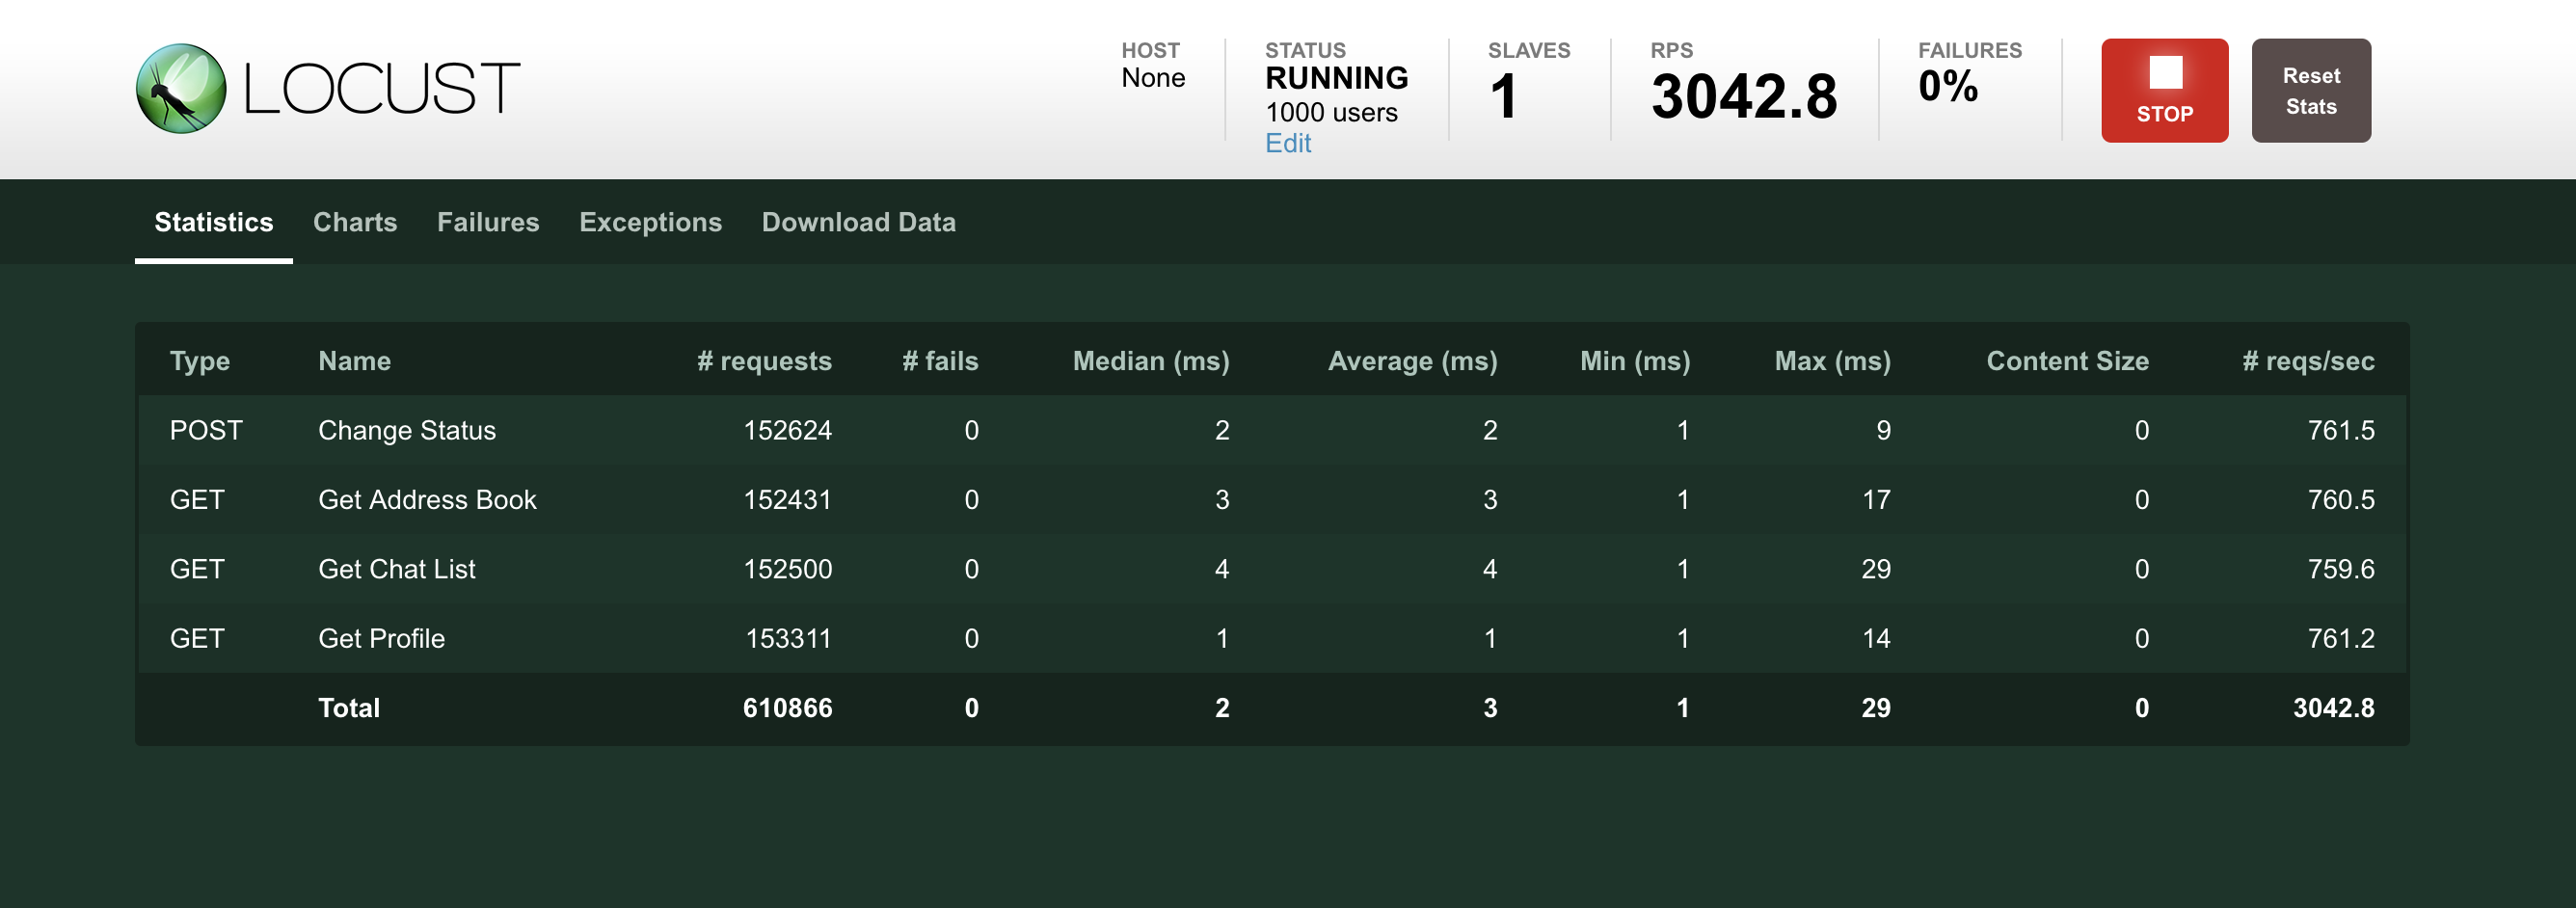 LOCUST
HOST
None
STATUS
RUNNING
1000 users
Edit
SLAVES
1
RPS
3042.8
FAILURES
0%
STOP
Reset
Stats
Statistics Charts Failures Exceptions Download Data
Type Name # requests # fails Median (ms) Average (ms) Min (ms) Max (ms) Content Size # reqs/sec
POST Change Status 152624 0 2 2 1 9 0 761.5
GET Get Address Book 152431 0 3 3 1 17 0 760.5
GET Get Chat List 152500 0 4 4 1 29 0 759.6
GET Get Profile 153311 0 1 1 1 14 0 761.2
Total 610866 0 2 3 1 29 0 3042.8